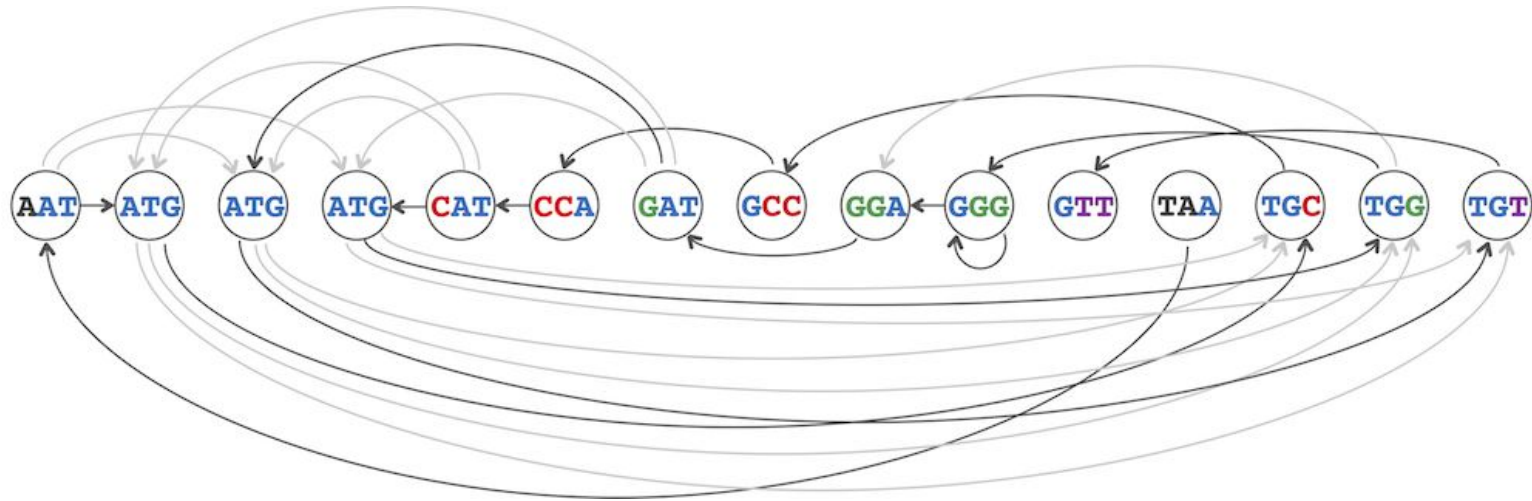 AAT ATG ATG ATG CAT CCA GAT GCC GGA GGG GTT TAA TGC TGG TGT